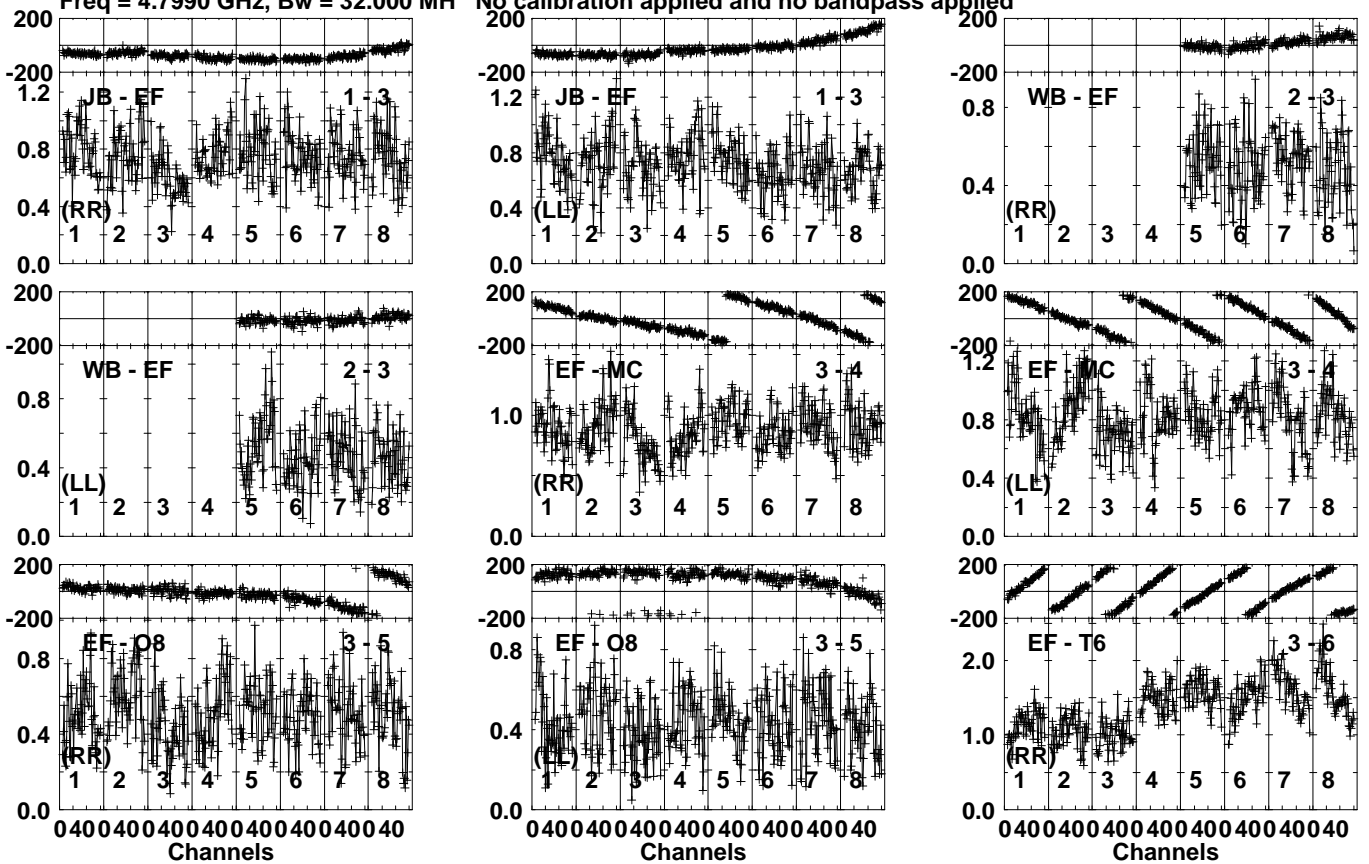 Freq = 4.7990 GHz, Bw = 32.000 MH   No calibration applied and no bandpass applied
200 200 200
-200 -200 -200
1.2 JB - EF 1 - 3 1.2 JB - EF 1 - 3 0.8 WB - EF 2 - 3
0.8 0.8
0.4 0.4 0.4
(RR) (LL) (RR)
1 2 3 4 5 6 7 8 1 2 3 4 5 6 7 8 1 2 3 4 5 6 7 8
0.0 0.0 0.0
200 200 200
-200 -200 -200
WB - EF 2 - 3 EF - MC 3 - 4 1.2 EF - MC 3 - 4
0.8 1.0 0.8
0.4 0.4
(LL) (RR) (LL)
1 2 3 4 5 6 7 8 1 2 3 4 5 6 7 8 1 2 3 4 5 6 7 8
0.0 0.0 0.0
200 200 200
-200 -200 -200
EF - O8 3 - 5 EF - O8 3 - 5 EF - T6 3 - 6
0.8 0.8 2.0
0.4 0.4 1.0
(RR) (LL) (RR)
1 2 3 4 5 6 7 8 1 2 3 4 5 6 7 8 1 2 3 4 5 6 7 8
0.0 0.0 0.0
0 40 0 40 0 40 0 40 0 40 0 40 0 40 0 40 0 40 0 40 0 40 0 40 0 40 0 40 0 40 0 40 0 40 0 40 0 40 0 40 0 40 0 40 0 40 0 40
Channels Channels Channels